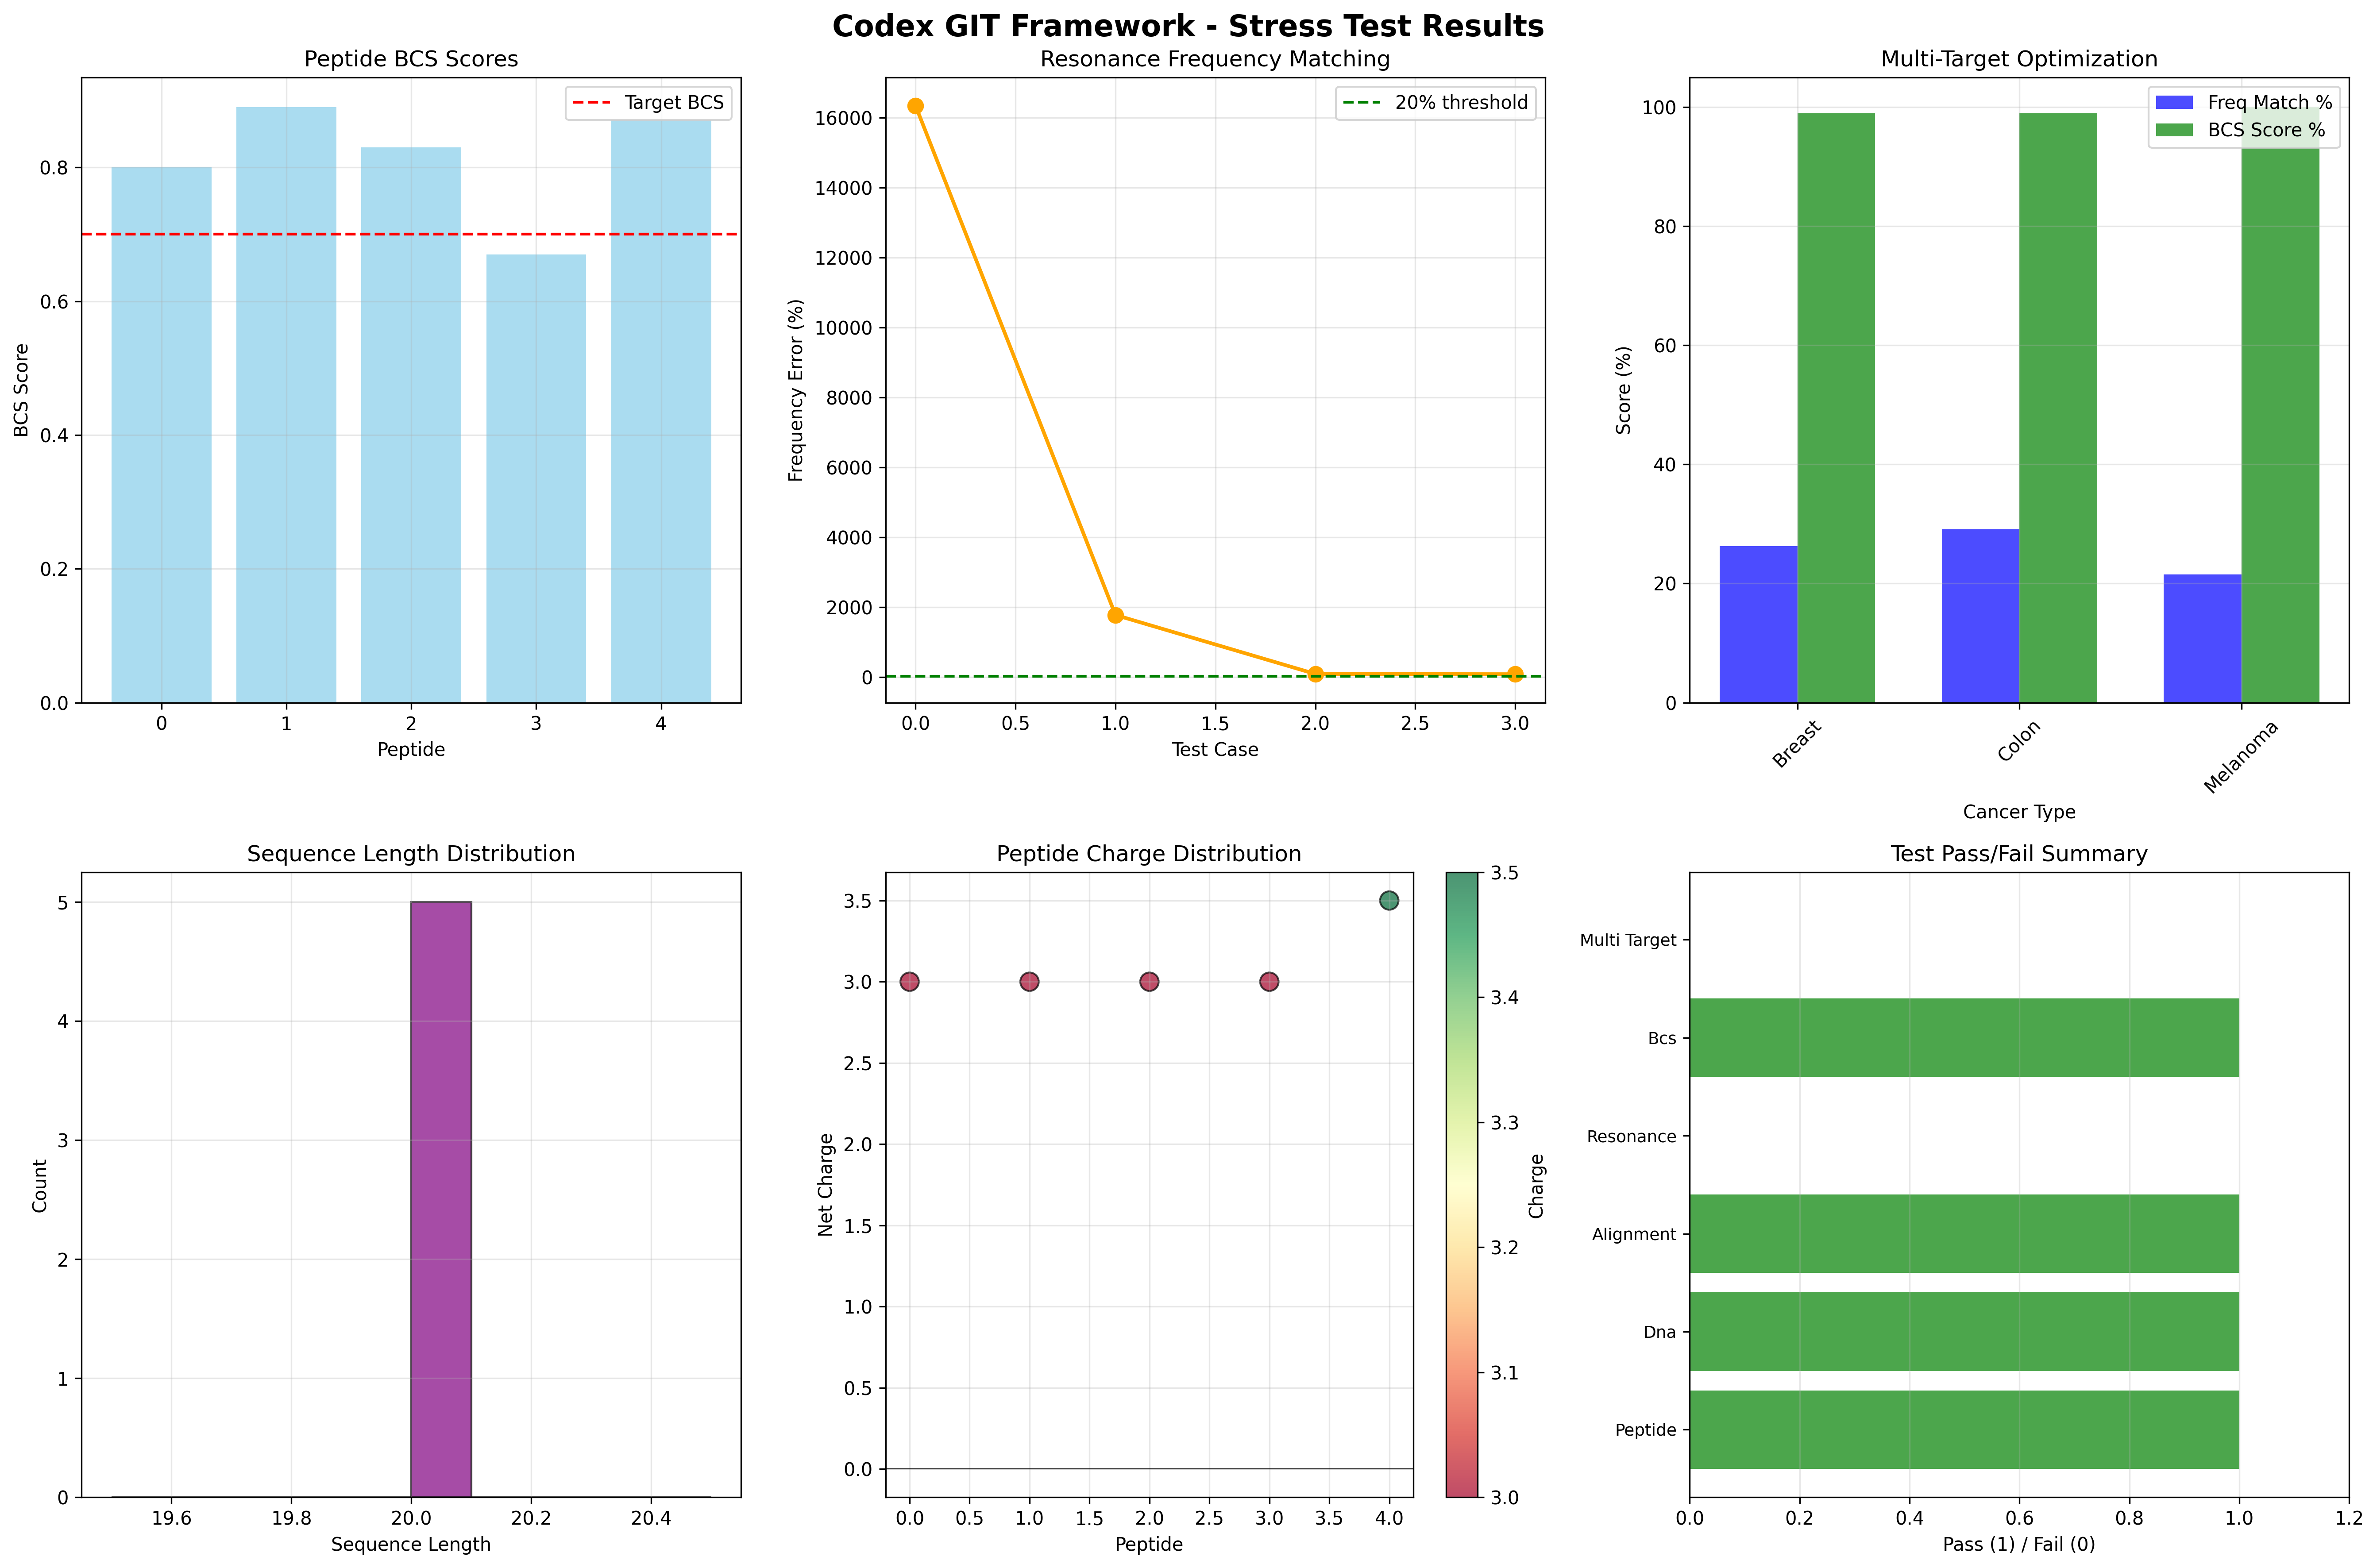 Codex GIT Framework - Stress Test Results
Peptide BCS Scores
Target BCS
BCS Score
0.8
0.6
0.4
0.2
0.0
0 1 2 3 4
Peptide
Resonance Frequency Matching
20% threshold
Frequency Error (%)
16000
14000
12000
10000
8000
6000
4000
2000
0
0.0 0.5 1.0 1.5 2.0 2.5 3.0
Test Case
Multi-Target Optimization
Freq Match %
BCS Score %
Score (%)
100
80
60
40
20
0
Breast Colon Melanoma
Cancer Type
Sequence Length Distribution
Count
5
4
3
2
1
0
19.6 19.8 20.0 20.2 20.4
Sequence Length
Peptide Charge Distribution
Net Charge
3.5
3.0
2.5
2.0
1.5
1.0
0.5
0.0
0.0 0.5 1.0 1.5 2.0 2.5 3.0 3.5 4.0
Peptide
3.5
3.4
3.3
3.2
3.1
3.0
Charge
Test Pass/Fail Summary
Multi Target
Bcs
Resonance
Alignment
Dna
Peptide
0.0 0.2 0.4 0.6 0.8 1.0 1.2
Pass (1) / Fail (0)